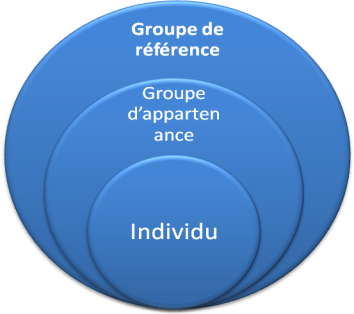 Groupe de
référence
Groupe
d'apparten
ance
Individu